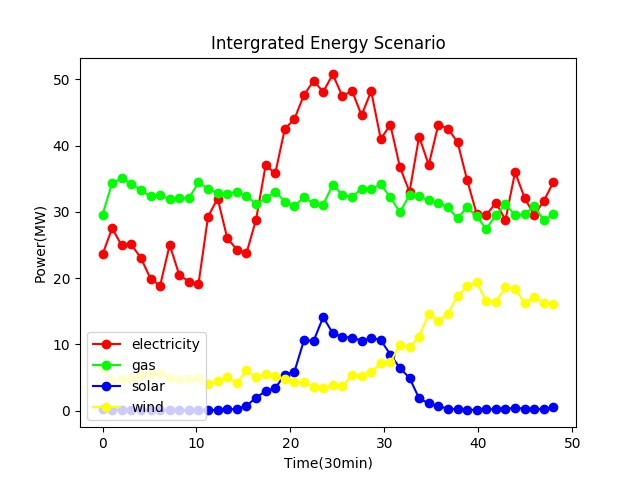 Intergrated Energy Scenario
Power(MW)
50
40
30
20
10
0
electricity
gas
solar
wind
0 10 20 30 40 50
Time(30min)